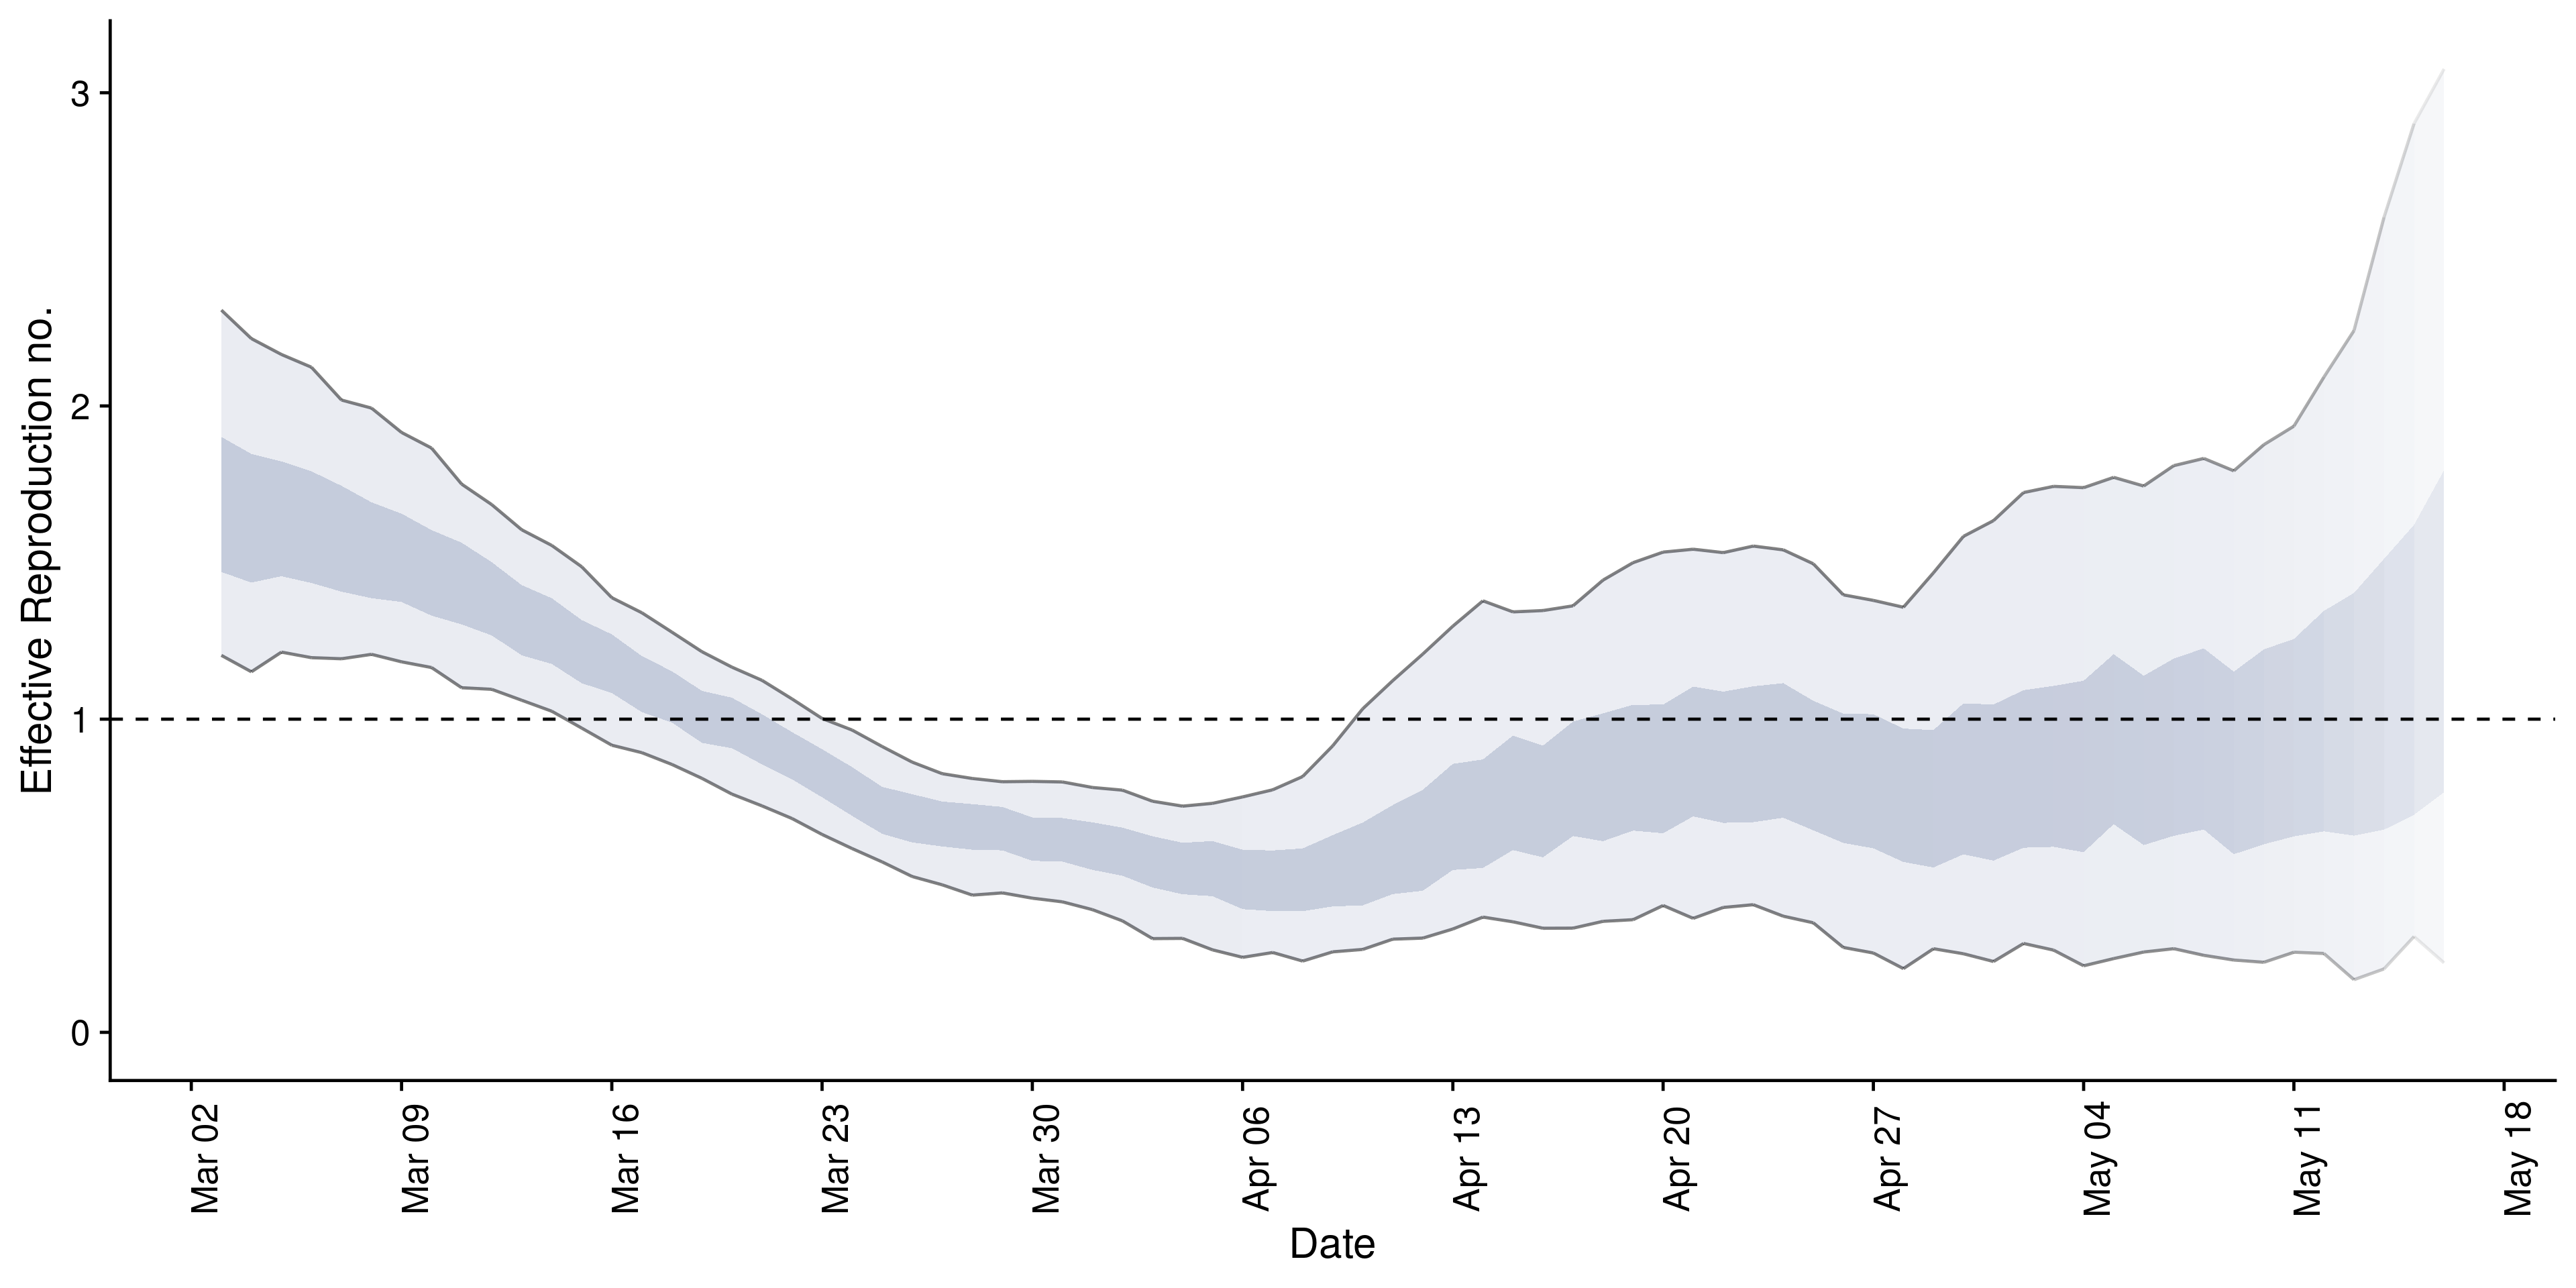 Effective Reproduction no.
3
2
1
0
Mar 02
Mar 09
Mar 16
Mar 23
Mar 30
Apr 06
Apr 13
Apr 20
Apr 27
May 04
May 11
May 18
Date